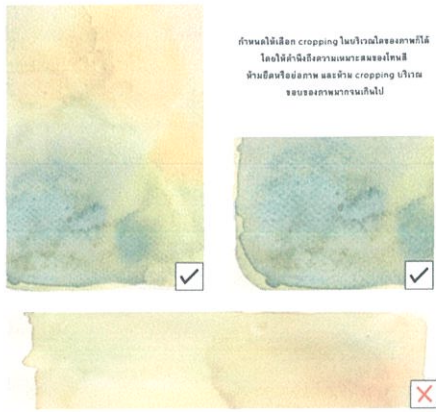 กำหนดให้เลือก cropping ในบริเวณใดของภาพก็ได้
โดยให้คำนึงถึงความเหมาะสมของโทนสี
ห้ามยืดหรือย่อภาพ และห้าม cropping บริเวณ
ขอบของภาพมากจนเกินไป